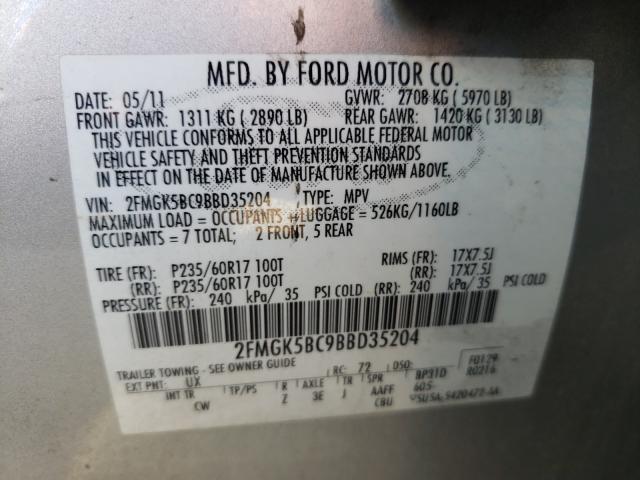 MFD. BY FORD MOTOR CO.
DATE: 05/11 GVWR: 2708 KG ( 5970 LB)
FRONT GAWR: 1311 KG ( 2890 LB) REAR GAWR: 1420 KG ( 3130 LB)
THIS VEHICLE CONFORMS TO ALL APPLICABLE FEDERAL MOTOR
VEHICLE SAFETY AND THEFT PREVENTION STANDARDS
IN EFFECT ON THE DATE OF MANUFACTURE SHOWN ABOVE.
VIN: 2FMGK5BC9BBD35204 TYPE: MPV
MAXIMUM LOAD = OCCUPANTS + LUGGAGE = 526KG/1160LB
OCCUPANTS = 7 TOTAL; 2 FRONT, 5 REAR
TIRE (FR): P235/60R17 100T RIMS (FR): 17X7.5J
(RR): P235/60R17 100T (RR): 17X7.5J
PRESSURE (FR): 240 kPa/ 35 PSI COLD (RR): 240 kPa/ 35 PSI COLD
2FMGK5BC9BBD35204
TRAILER TOWING - SEE OWNER GUIDE RC: 72 DSO: F0129
EXT PNT: UX BP31D R0216
INT TR TP/PS R AXLE TR SPR 605-
CW Z 3E J AAFF
CBU